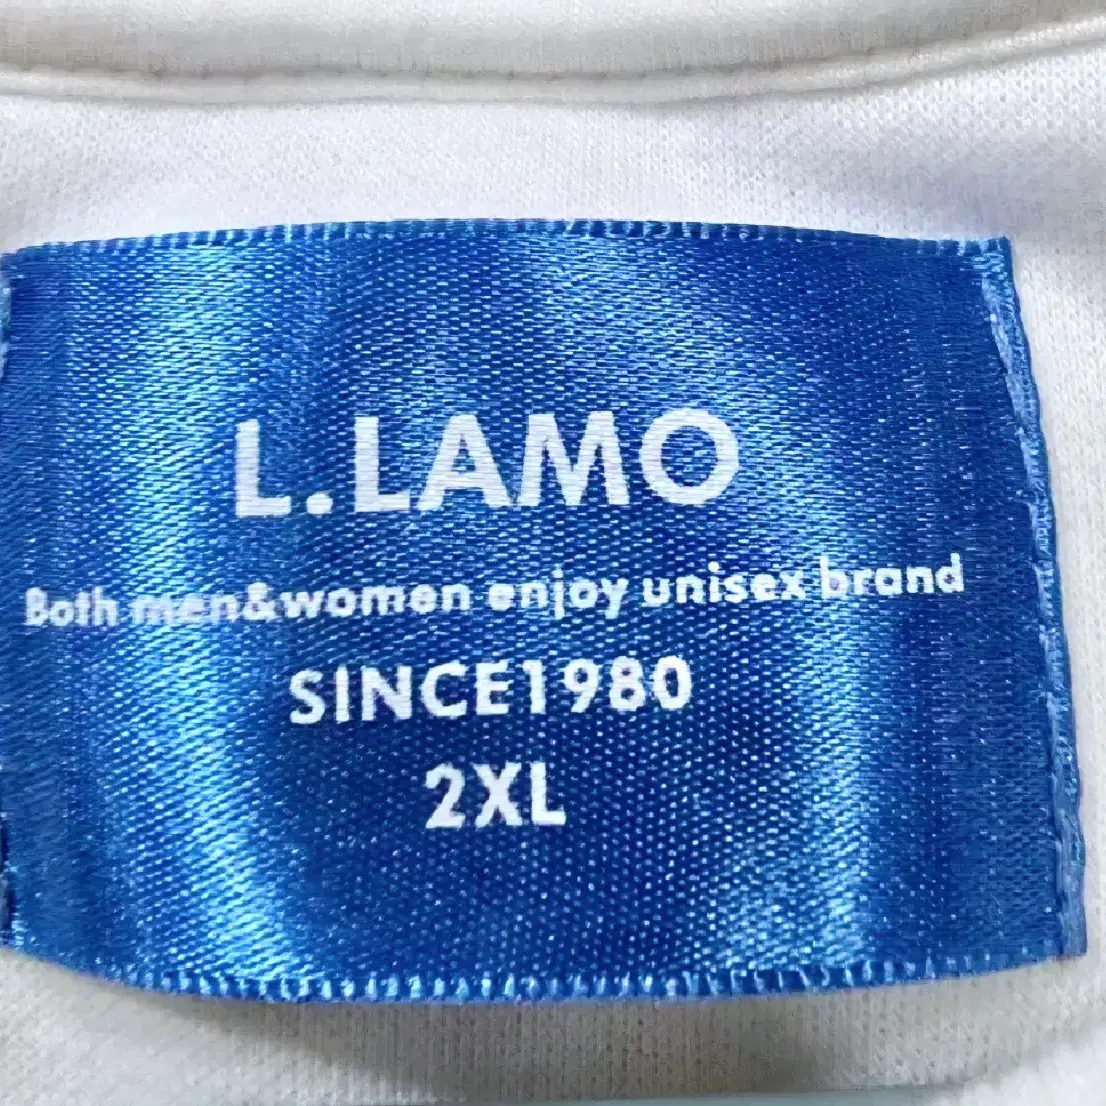 L.LAMO
Both men&women enjoy unisex brand
SINCE1980
2XL